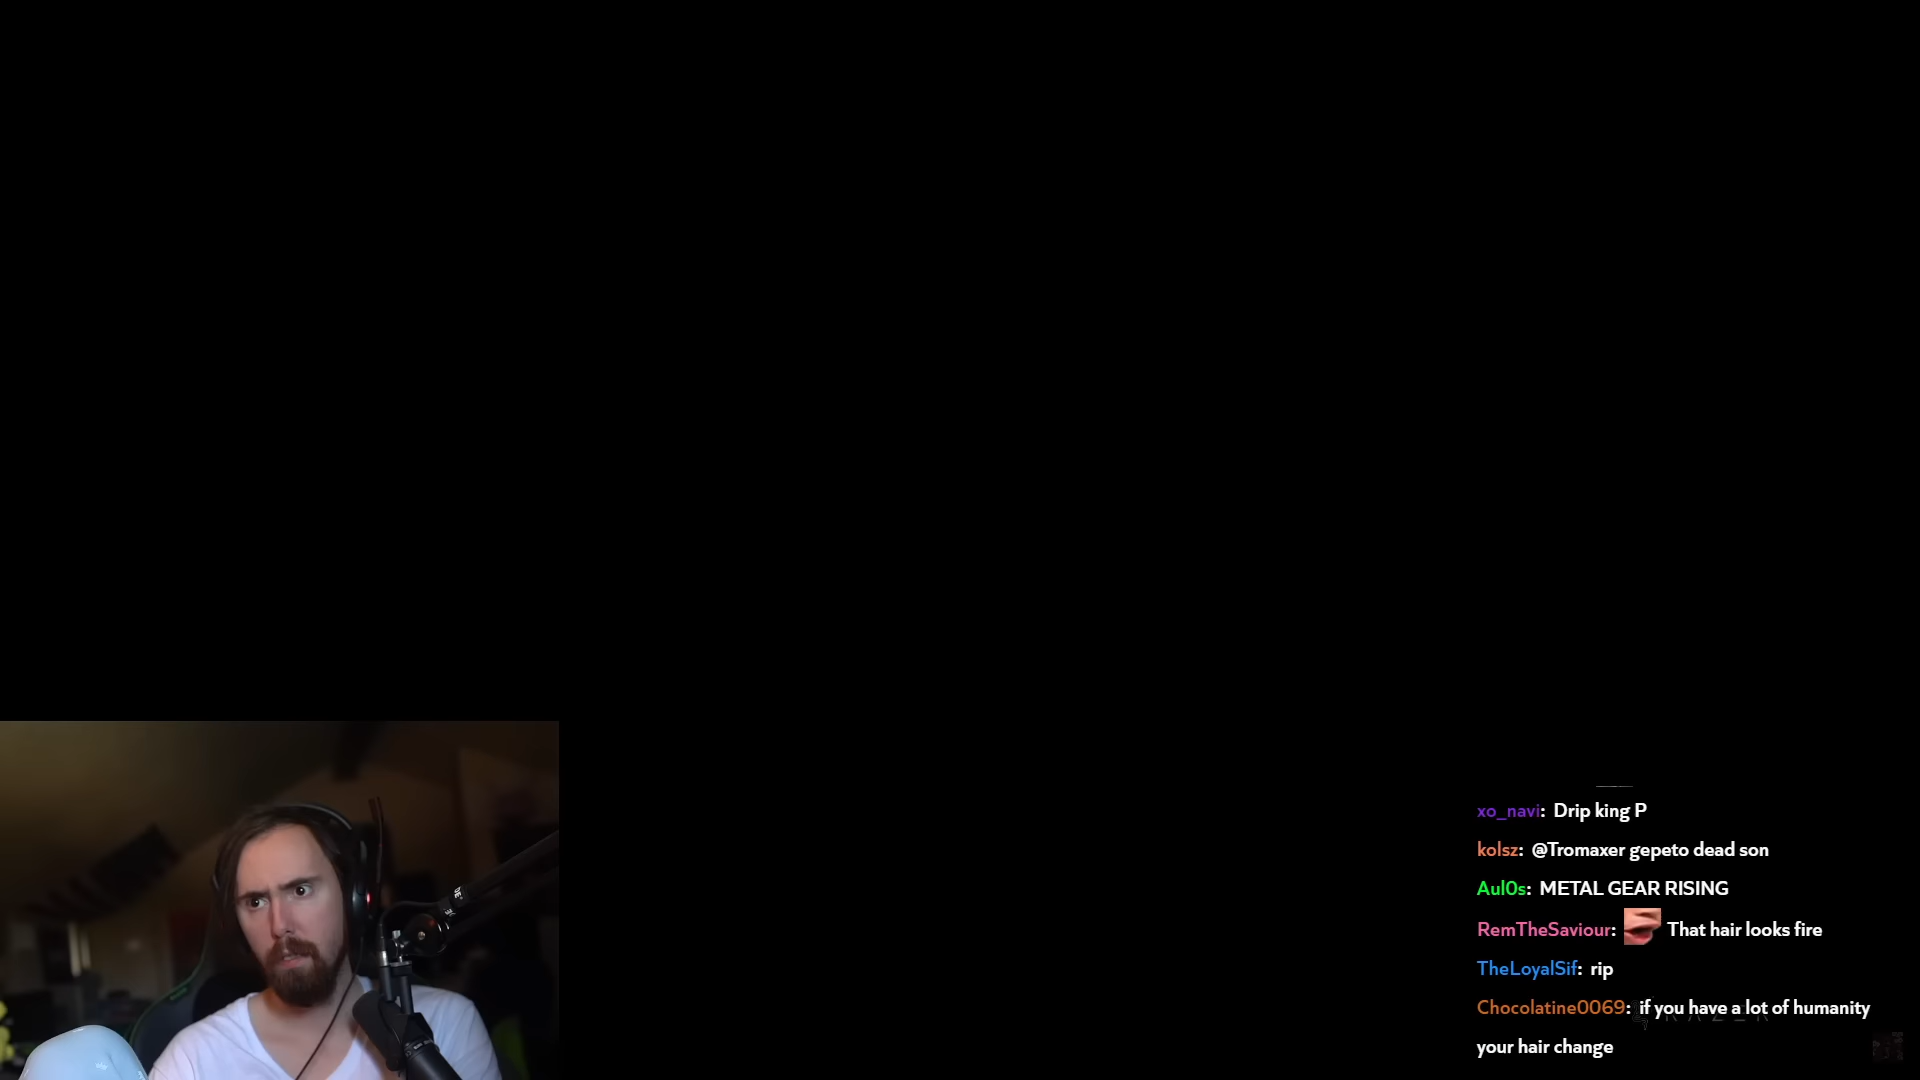 xo_navi: Drip king P
kolsz: @Tromaxer gepeto dead son
Aul0s: METAL GEAR RISING
RemTheSaviour: That hair looks fire
TheLoyalSif: rip
Chocolatine0069: if you have a lot of humanity
your hair change